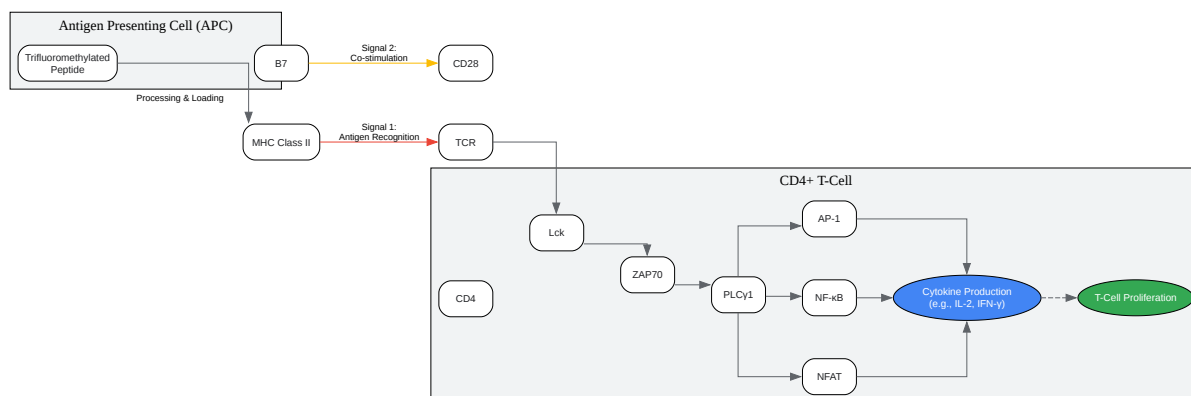 Antigen Presenting Cell (APC)
Trifluoromethylated
Peptide
B7
Signal 2:
Co-stimulation
CD28
Processing & Loading
MHC Class II
Signal 1:
Antigen Recognition
TCR
CD4+ T-Cell
Lck
ZAP70
CD4
PLCγ1
AP-1
NF-κB
NFAT
Cytokine Production
(e.g., IL-2, IFN-γ)
T-Cell Proliferation